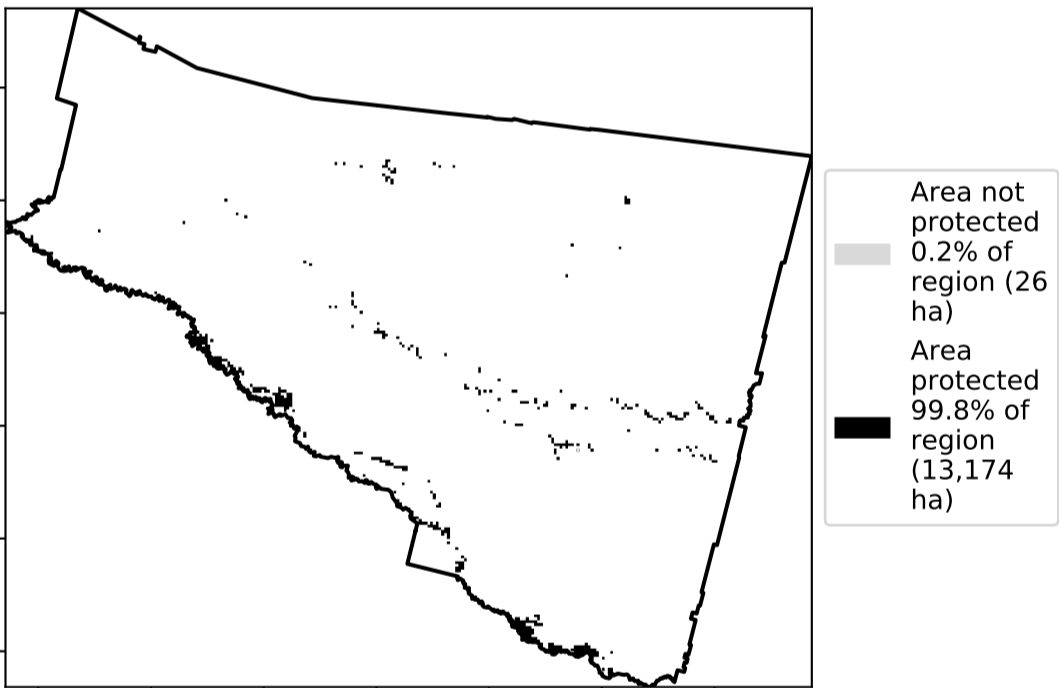 Area not
protected
0.2% of
region (26
ha)
Area
protected
99.8% of
region
(13,174
ha)